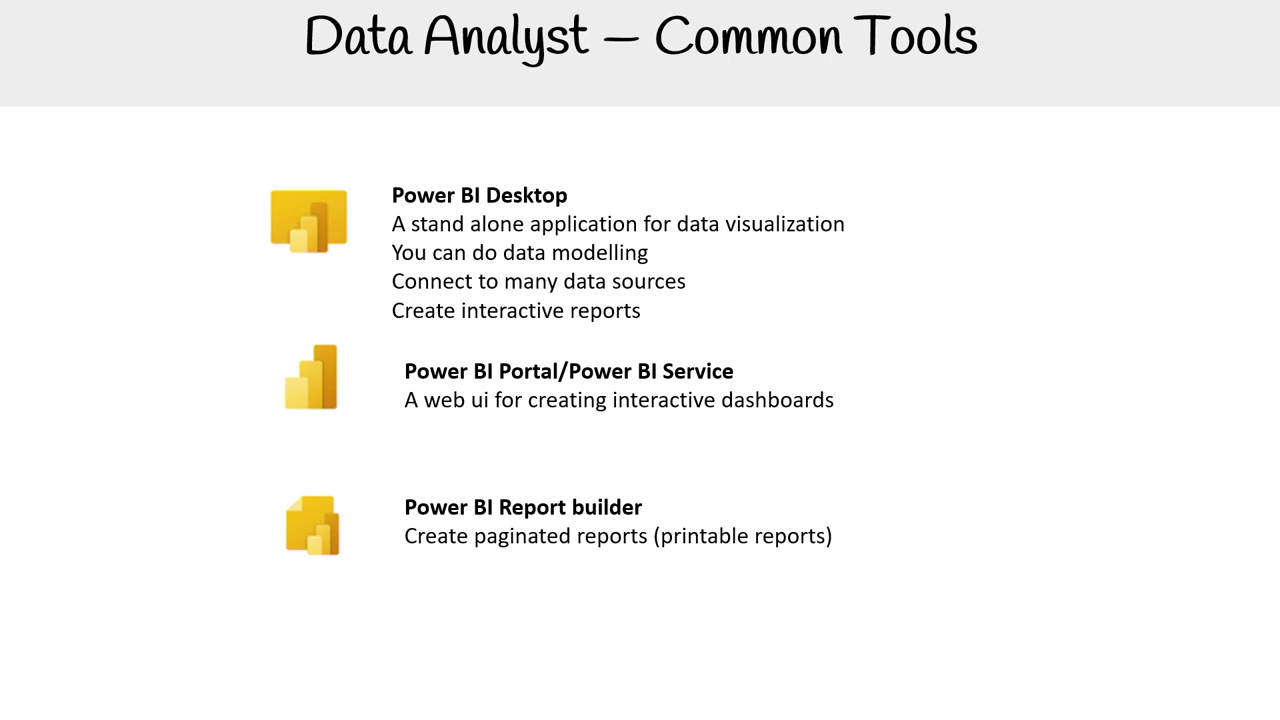 Data Analyst – Common Tools
Power BI Desktop
A stand alone application for data visualization
You can do data modelling
Connect to many data sources
Create interactive reports
Power BI Portal/Power BI Service
A web ui for creating interactive dashboards
Power BI Report builder
Create paginated reports (printable reports)